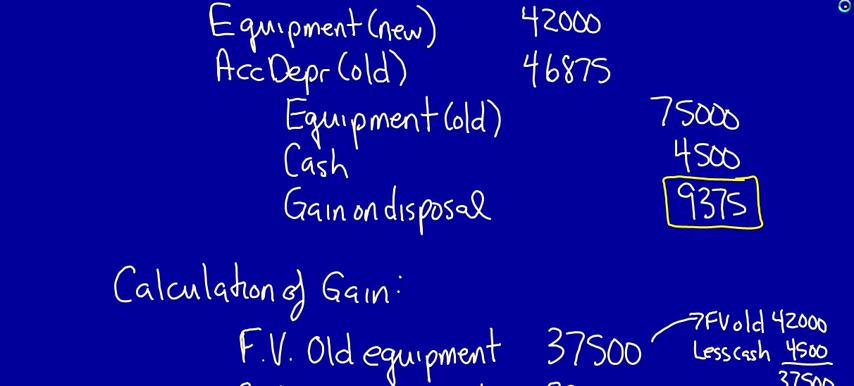 Equipment (new) 42000
Acc Depr (old) 46875
Equipment (old) 75000
Cash 4500
Gain on disposal 9375
Calculation of Gain:
F.V. Old equipment 37500
FV old 42000
Less cash 4500
37500